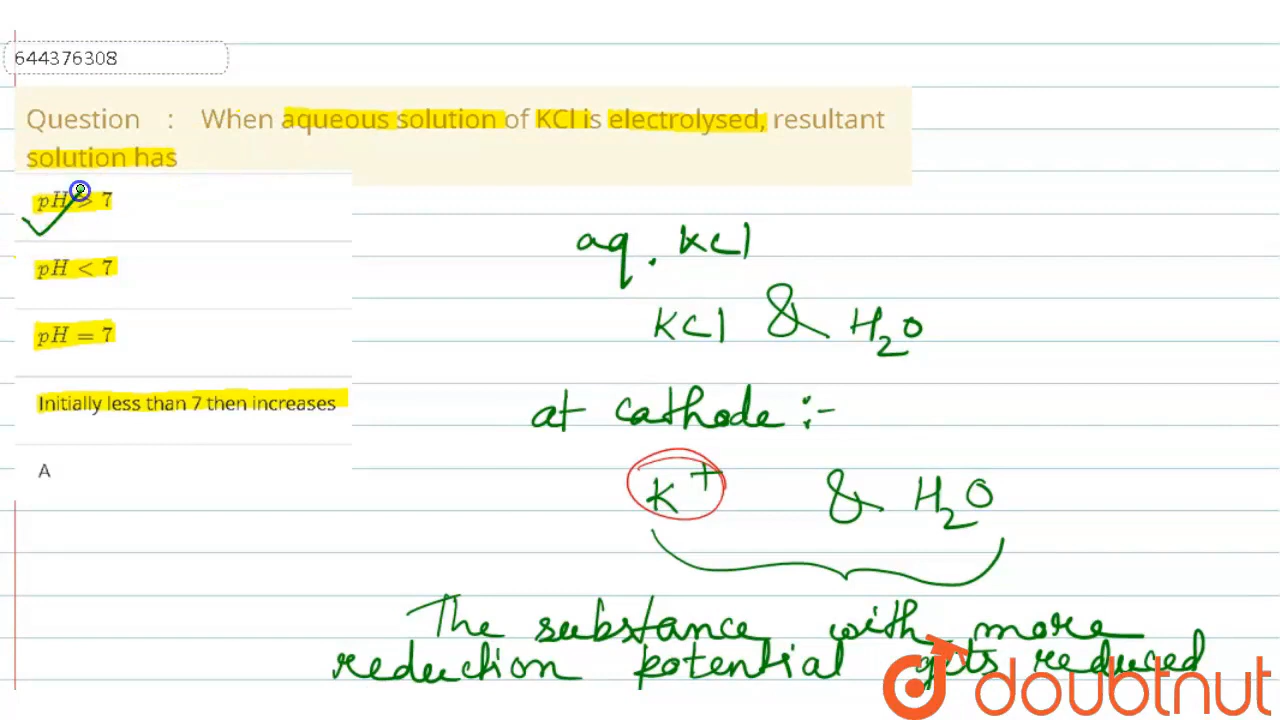 644376308
Question : When aqueous solution of KCl is electrolysed, resultant
solution has
pH > 7
pH < 7
pH = 7
Initially less than 7 then increases
A
aq. KCl
KCl & H2O
at cathode :-
K+ & H2O
The substance with more
reduction potential gets reduced
doubtnut